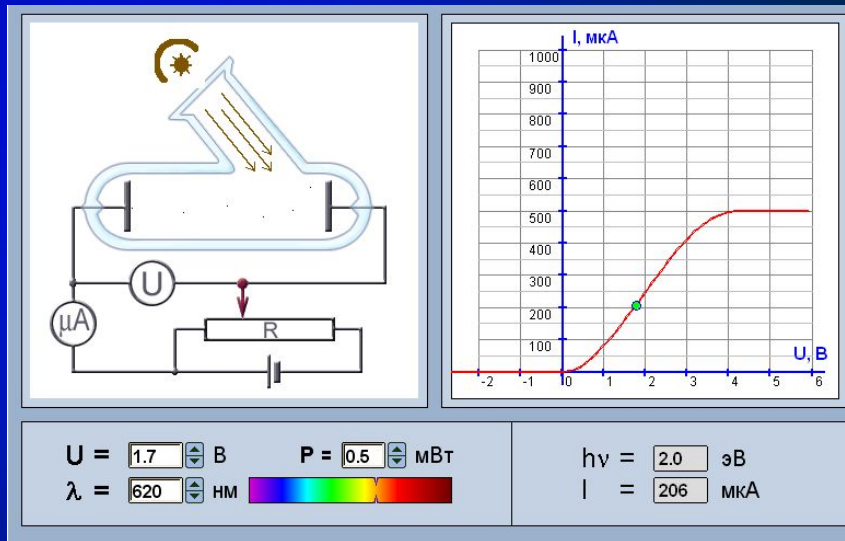 I, мкА
1000
900
800
700
600
500
400
300
200
100
U, В
-2 -1 0 1 2 3 4 5 6
U
μA
R
U = 1.7 В P = 0.5 мВт
λ = 620 нм
hν = 2.0 эВ
I = 206 мкА